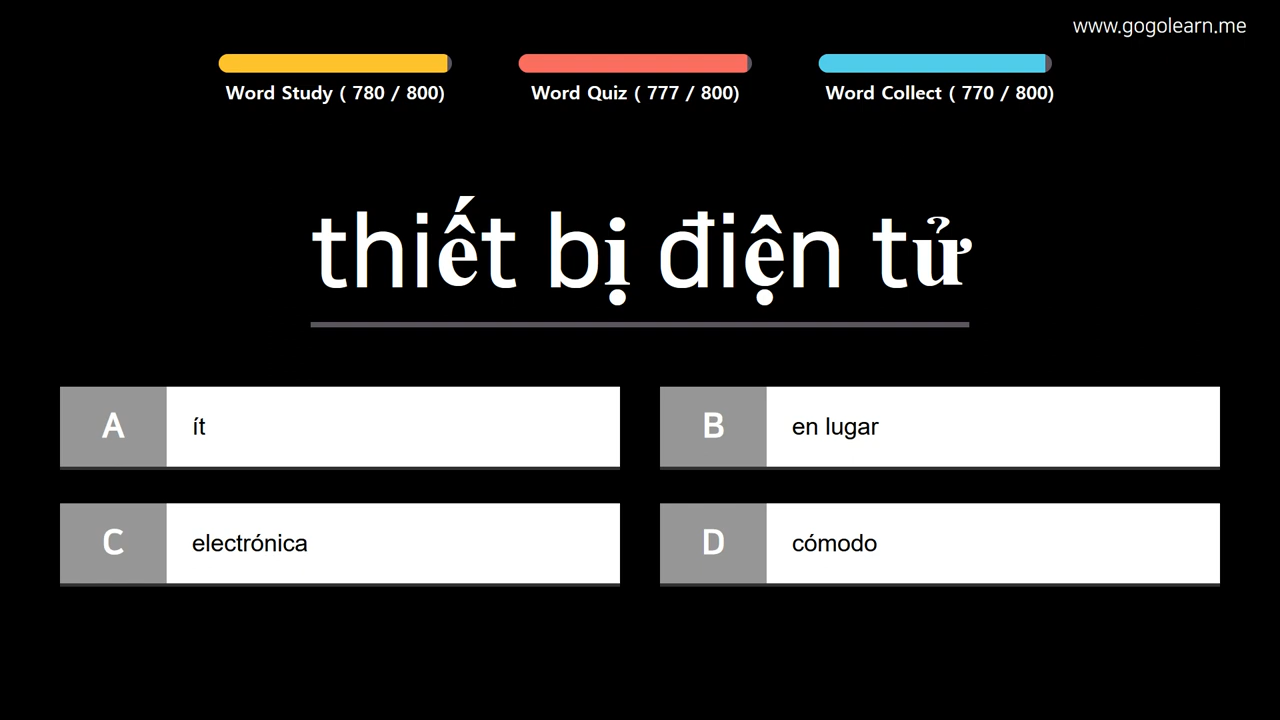 www.gogolearn.me
Word Study ( 780 / 800)
Word Quiz ( 777 / 800)
Word Collect ( 770 / 800)
thiết bị điện tử
A
ít
B
en lugar
C
electrónica
D
cómodo